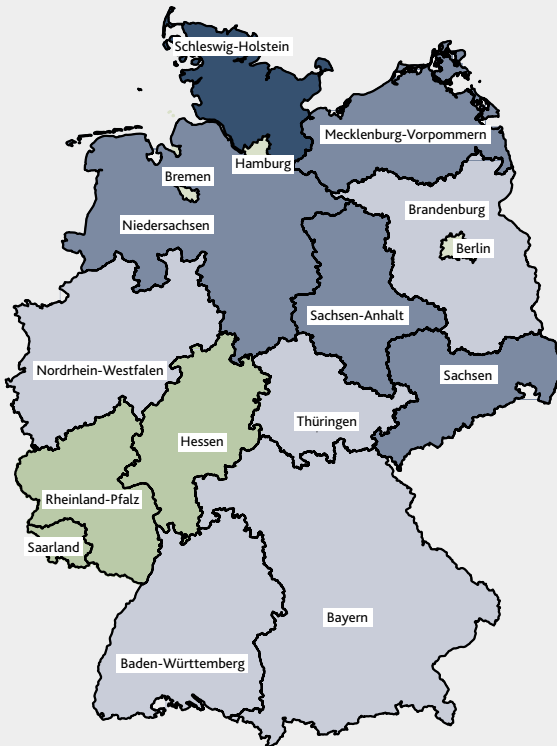 Schleswig-Holstein
Mecklenburg-Vorpommern
Hamburg
Bremen
Brandenburg
Niedersachsen
Berlin
Sachsen-Anhalt
Nordrhein-Westfalen
Sachsen
Thüringen
Hessen
Rheinland-Pfalz
Saarland
Bayern
Baden-Württemberg